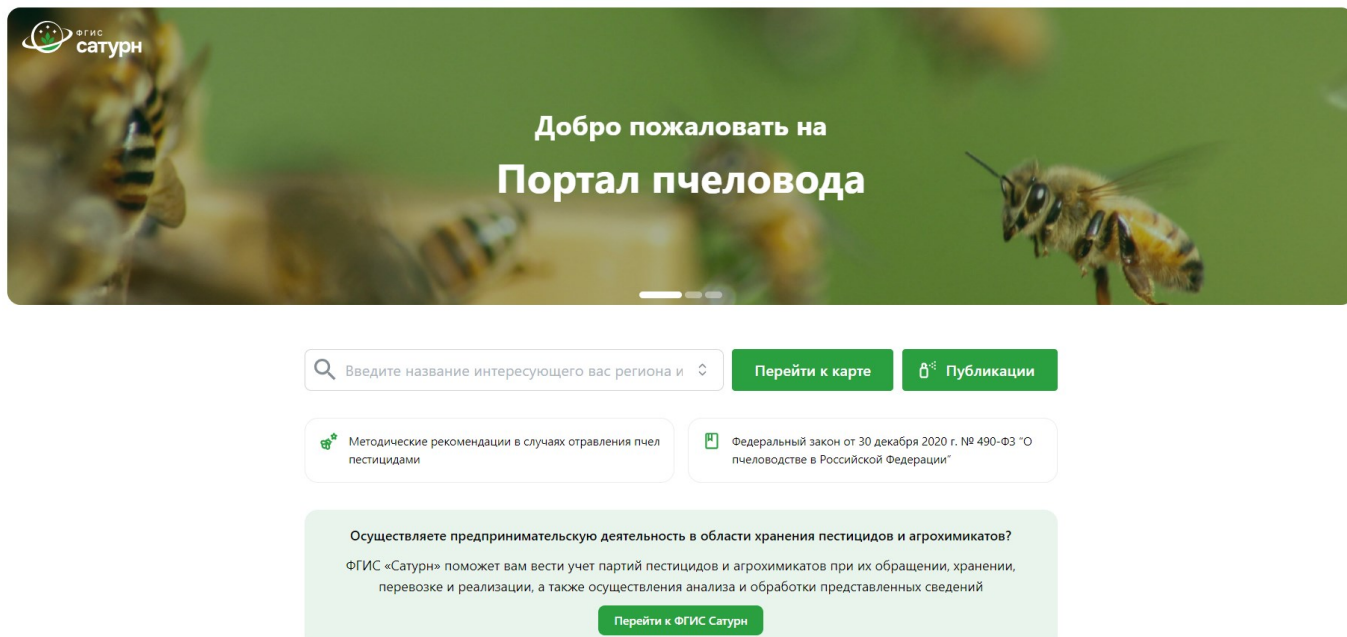 ФГИС
сатурн
Добро пожаловать на
Портал пчеловода
Введите название интересующего вас региона и
Перейти к карте
Публикации
Методические рекомендации в случаях отравления пчел
пестицидами
Федеральный закон от 30 декабря 2020 г. № 490-ФЗ "О
пчеловодстве в Российской Федерации"
Осуществляете предпринимательскую деятельность в области хранения пестицидов и агрохимикатов?
ФГИС «Сатурн» поможет вам вести учет партий пестицидов и агрохимикатов при их обращении, хранении,
перевозке и реализации, а также осуществления анализа и обработки представленных сведений
Перейти к ФГИС Сатурн